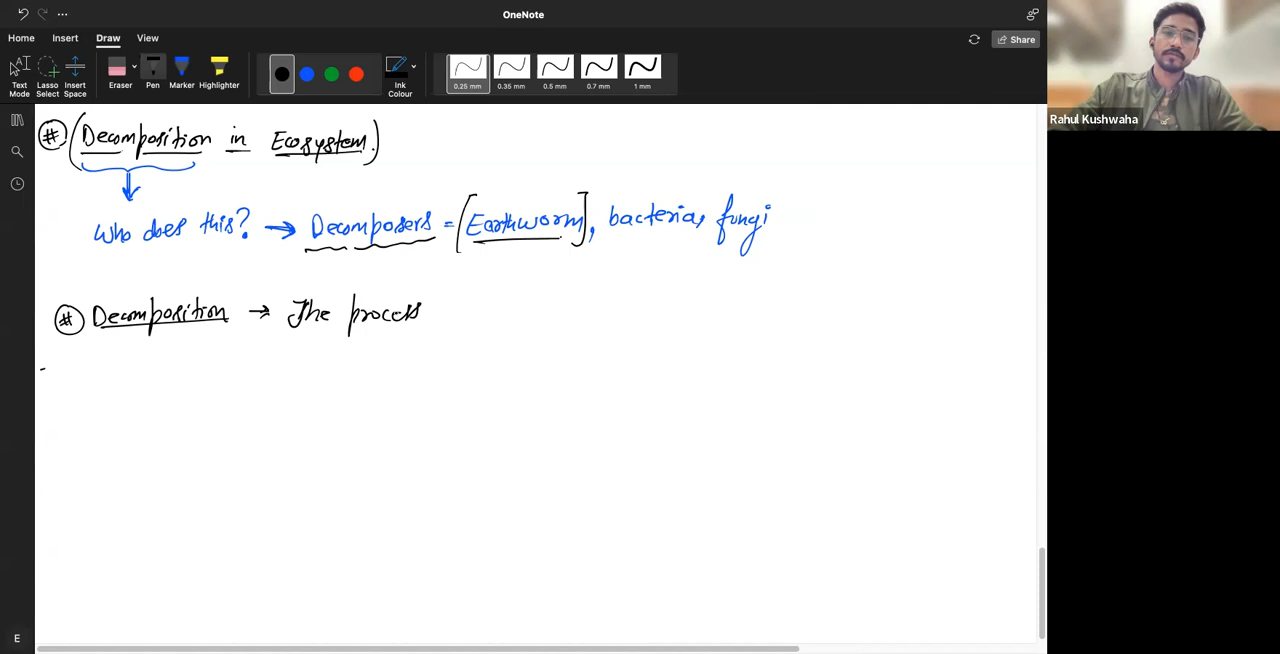 OneNote
Home Insert Draw View
Share
Text Mode
Lasso Select
Insert Space
Eraser
Pen
Marker
Highlighter
Ink Colour
0.25 mm
0.35 mm
0.5 mm
0.7 mm
1 mm
Rahul Kushwaha
# (Decomposition in Ecosystem.)
Who does this? → Decomposers = [Earthworm], bacteria, fungi
# Decomposition → The process
E